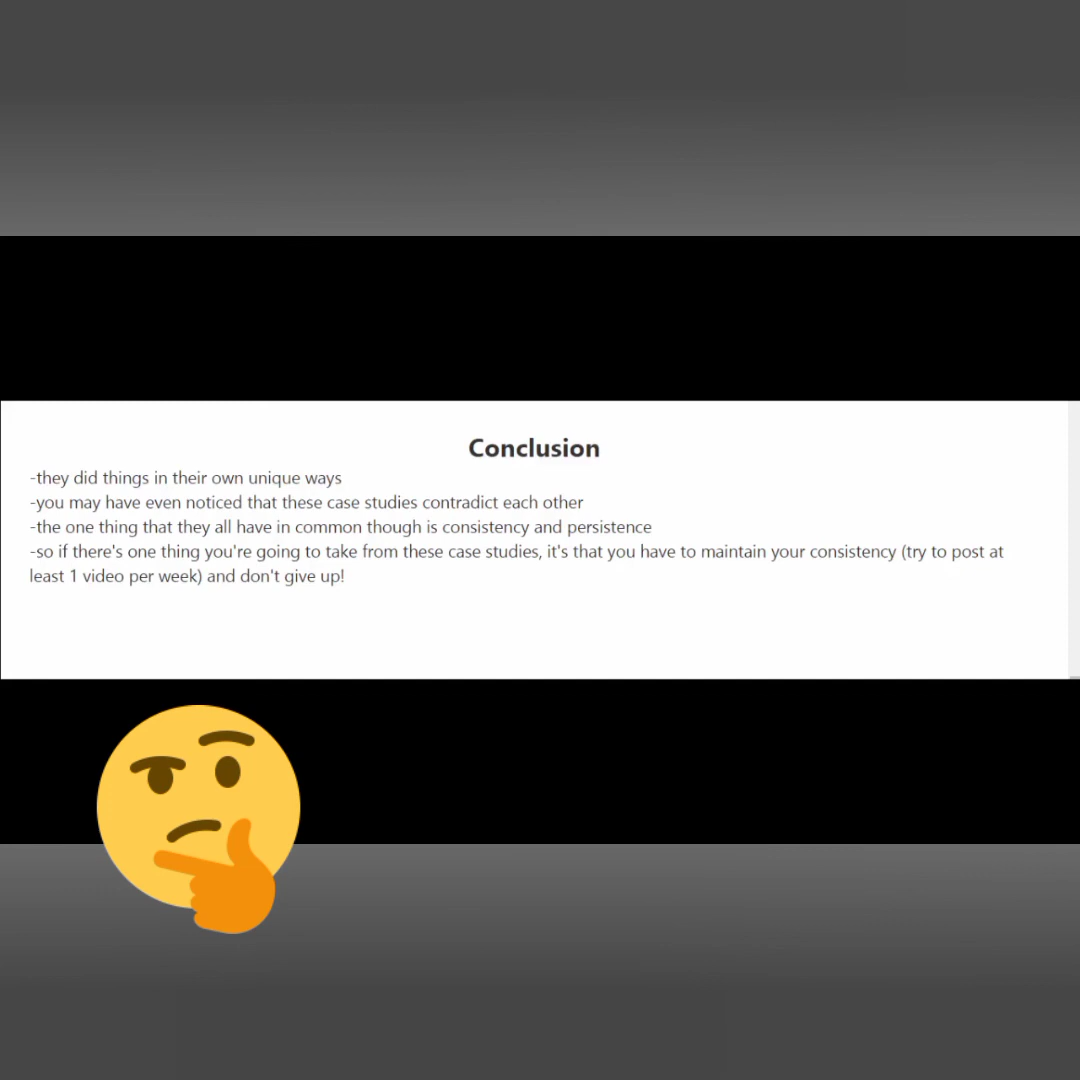 Conclusion
-they did things in their own unique ways
-you may have even noticed that these case studies contradict each other
-the one thing that they all have in common though is consistency and persistence
-so if there's one thing you're going to take from these case studies, it's that you have to maintain your consistency (try to post at
least 1 video per week) and don't give up!